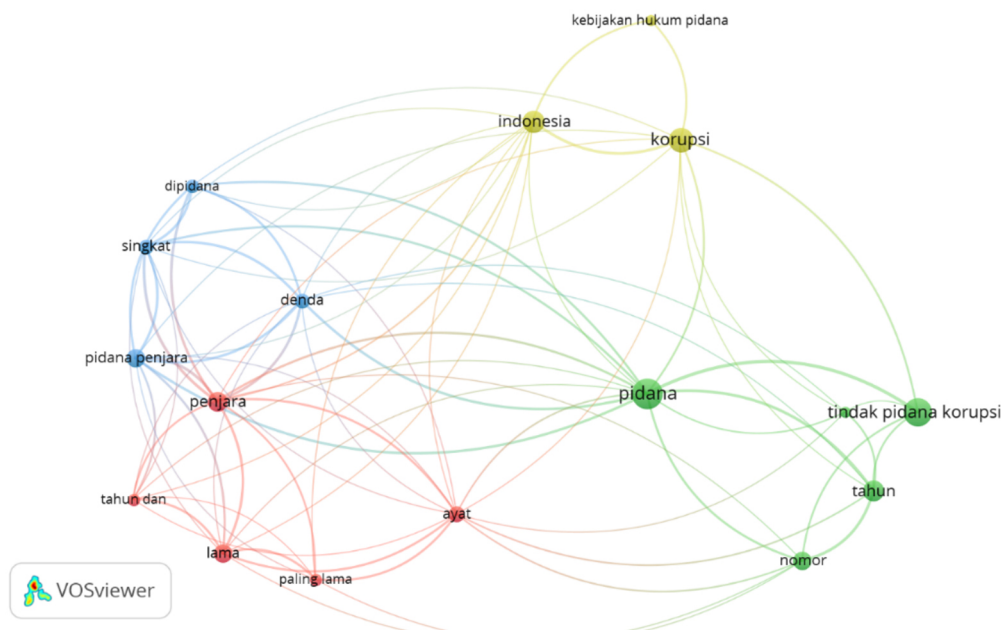 kebijakan hukum pidana
indonesia
korupsi
dipidana
singkat
denda
pidana penjara
penjara
pidana
tindak pidana korupsi
tahun
tahun dan
ayat
lama
nomor
paling lama
VOSviewer